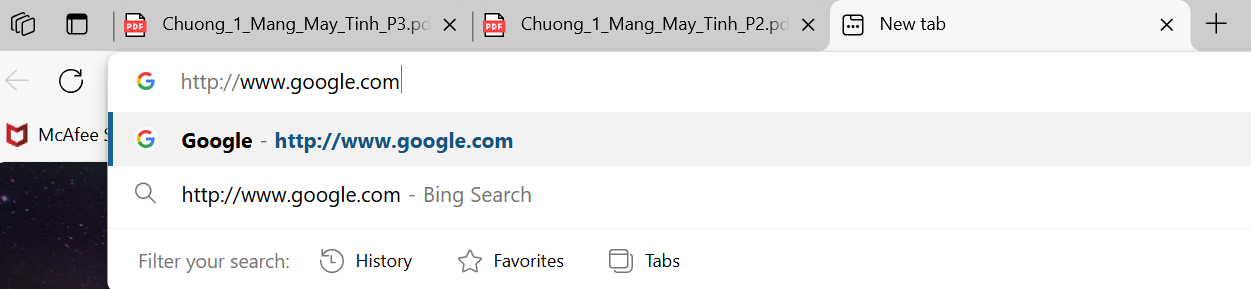 Chuong_1_Mang_May_Tinh_P3.pd Chuong_1_Mang_May_Tinh_P2.pd New tab
http://www.google.com
McAfee S
Google - http://www.google.com
http://www.google.com - Bing Search
Filter your search: History Favorites Tabs